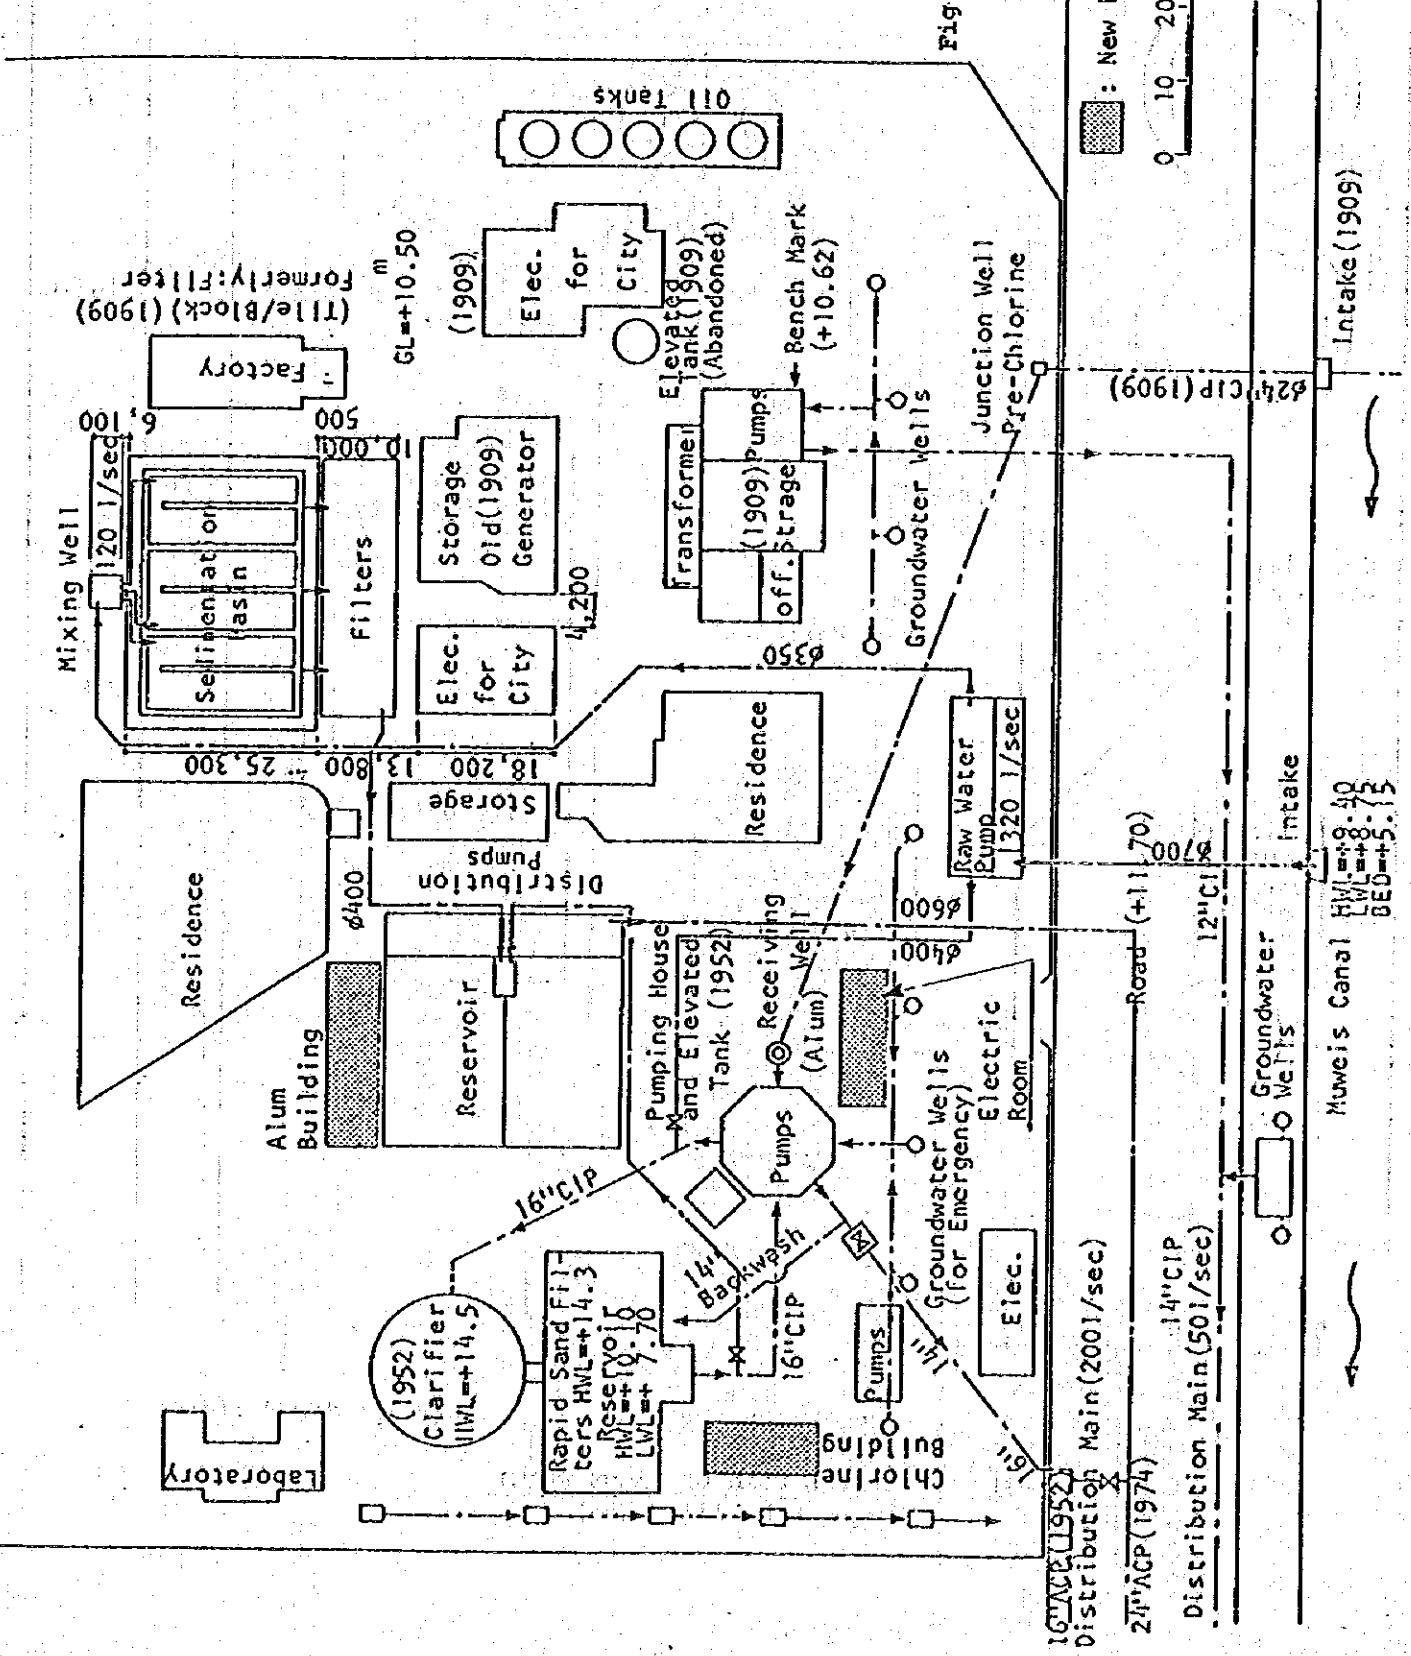 Fig
: New
0 10 20
Oil Tanks
(Tile/Block)(1909)
Formerly:Filter
Factory
m
GL=+10.50
(1909)
Elec.
for
City
Elevated
Tank(1909)
(Abandoned)
Bench Mark
(+10.62)
Junction Well
Pre-Chlorine
Intake(1909)
ø24"CIP(1909)
Mixing Well
120 l/sec
6,100
500
10,000
Sedimentation
Basin
Filters
Storage
Old(1909)
Generator
4,200
Elec.
for
City
Transformer
(1909)
Pumps
Strage
off.
Groundwater Wells
ø350
25,300
13,800
18,200
Storage
Residence
Raw Water
Pump
1320 l/sec
ø700
Intake
HWL=+9.40
LWL=+8.75
BED=+5.15
Muweis Canal
Residence
ø400
Distribution
Pumps
Reservoir
Alum
Building
Pumping House
and Elevated
Tank (1952)
Receiving
Well
(Alum)
ø600
ø400
Electric
Room
Road (+11.70)
12"CIP
Groundwater
Wells
Pumps
Groundwater Wells
(for Emergency)
Elec.
16"CIP
14"
Backwash
16"CIP
Pumps
14"
16"
(1952)
Clarifier
HWL=+14.5
Rapid Sand Fil-
ters HWL=+14.3
Reservoir
HWL=+10.10
LWL=+ 7.70
Laboratory
Chlorine
Building
16"ACP(1952)
Distribution Main(200l/sec)
24"ACP(1974)
14"CIP
Distribution Main(50l/sec)